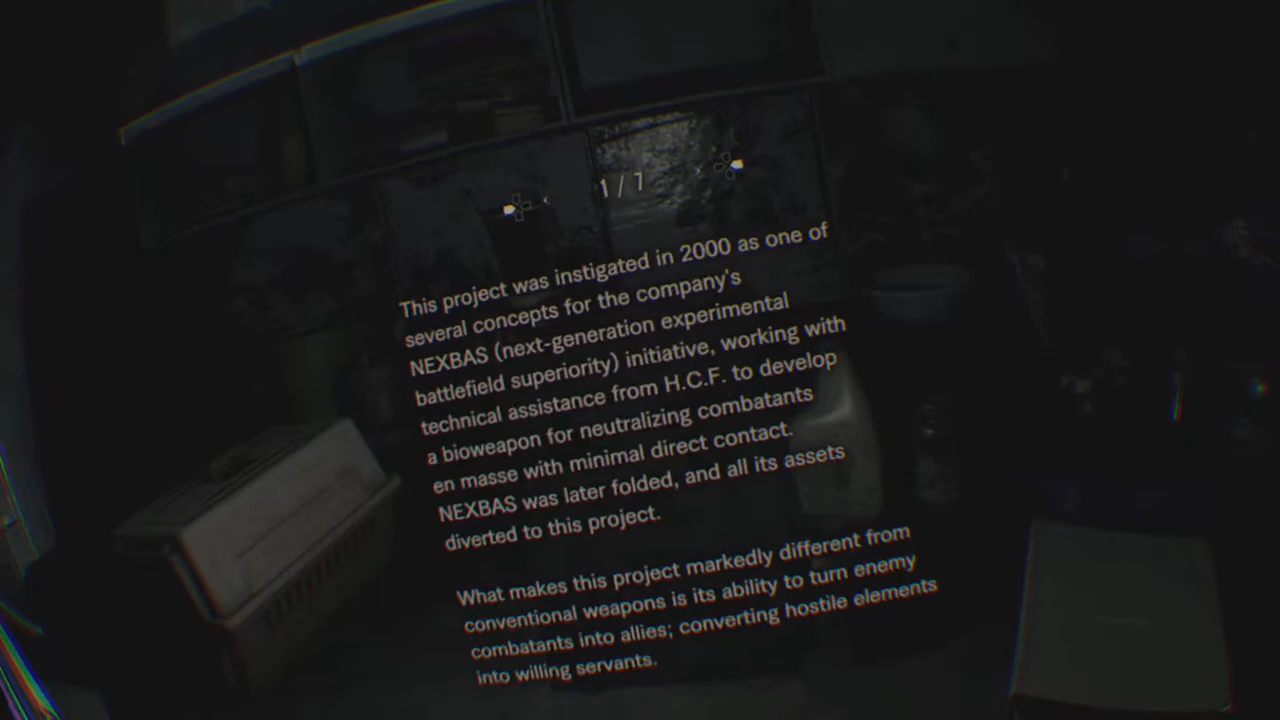 1 / 7
This project was instigated in 2000 as one of
several concepts for the company's
NEXBAS (next-generation experimental
battlefield superiority) initiative, working with
technical assistance from H.C.F. to develop
a bioweapon for neutralizing combatants
en masse with minimal direct contact.
NEXBAS was later folded, and all its assets
diverted to this project.
What makes this project markedly different from
conventional weapons is its ability to turn enemy
combatants into allies; converting hostile elements
into willing servants.